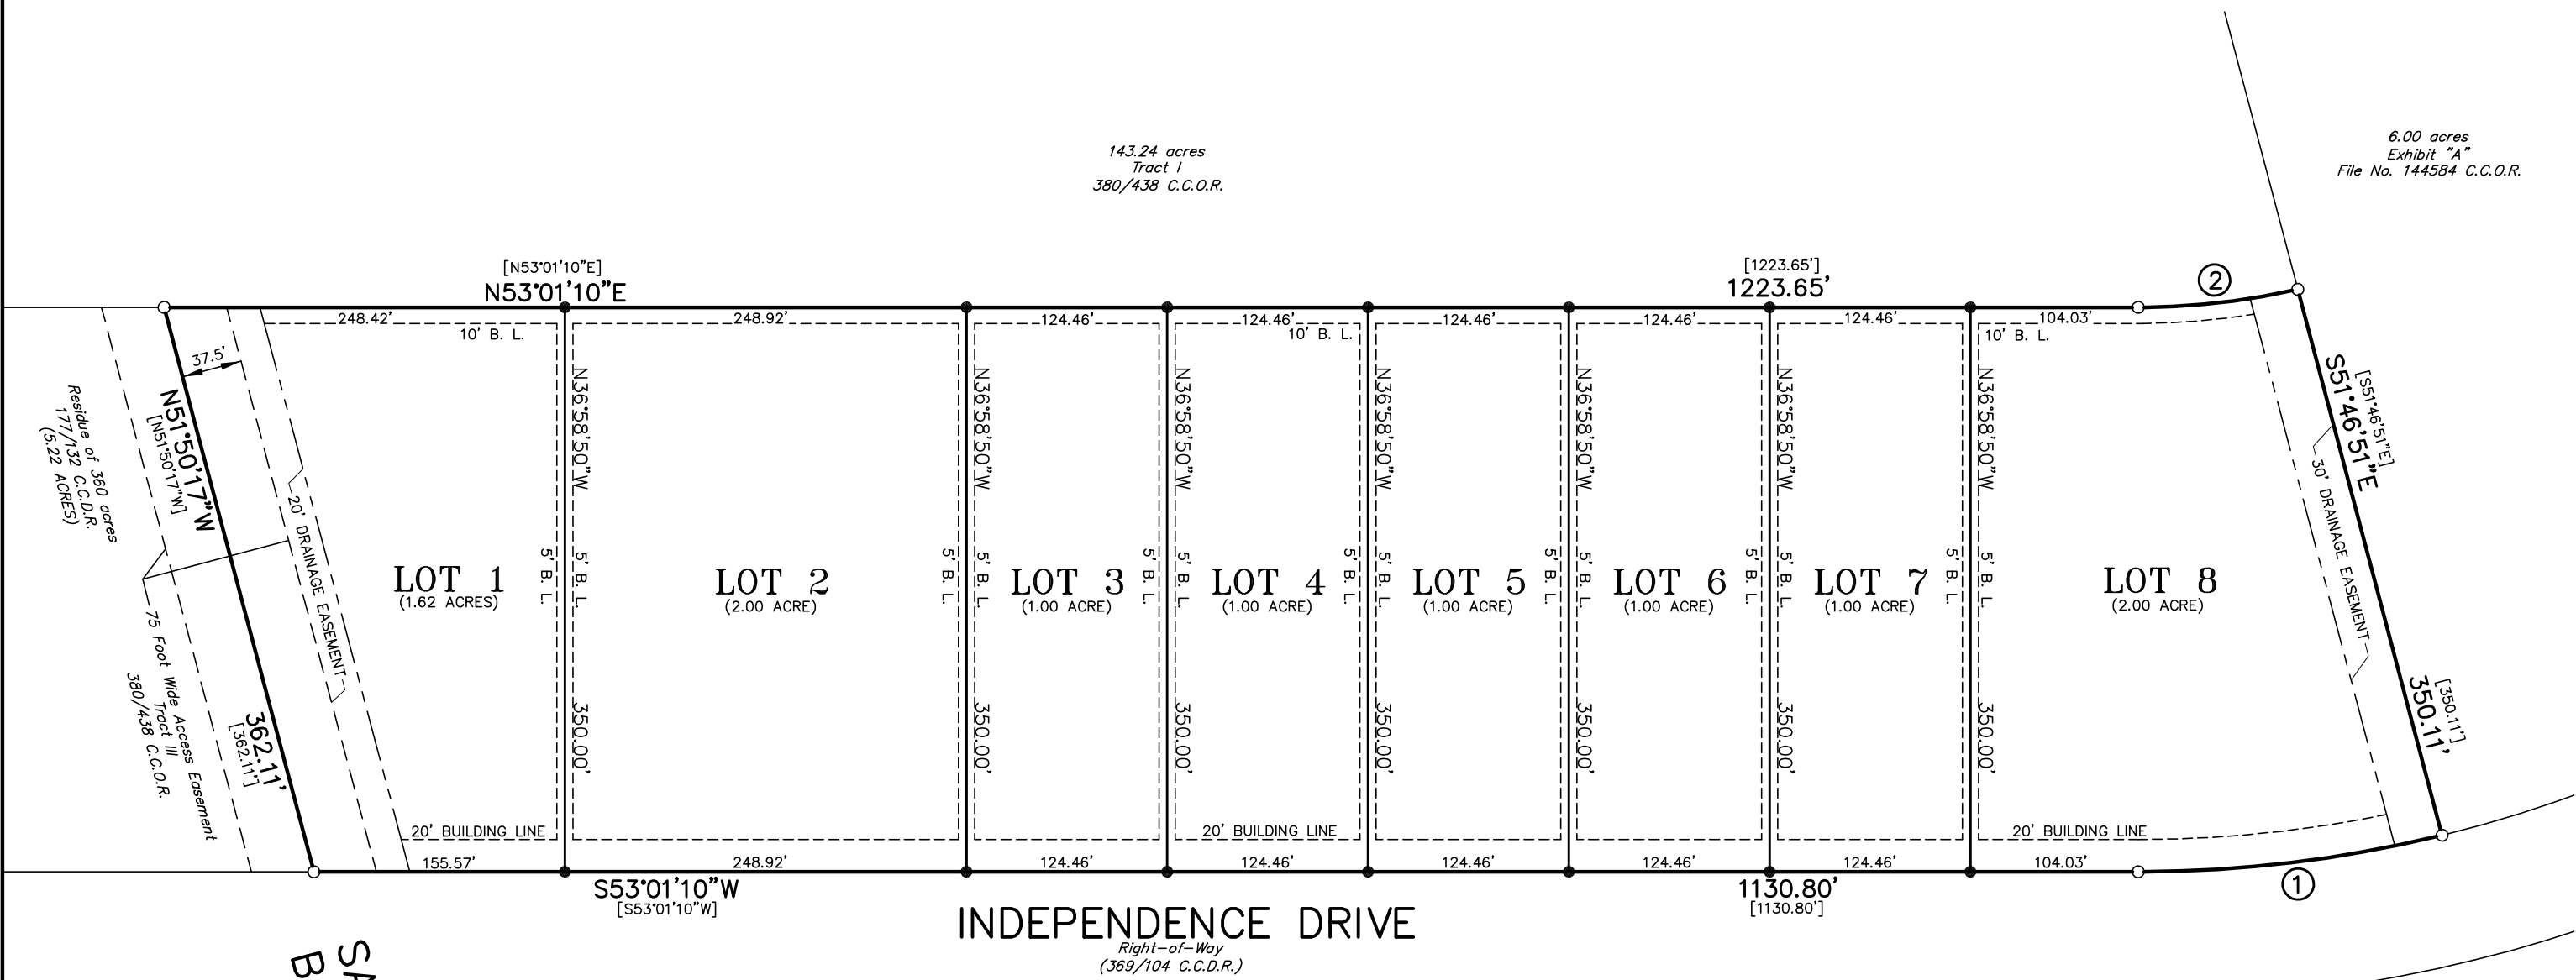 143.24 acres
Tract I
380/438 C.C.O.R.
6.00 acres
Exhibit "A"
File No. 144584 C.C.O.R.
[N53°01'10"E]
N53°01'10"E
[1223.65']
1223.65'
2
248.42'
248.92'
124.46'
124.46'
124.46'
124.46'
124.46'
104.03'
10' B. L.
10' B. L.
10' B. L.
37.5'
N51°50'17"W
[N51°50'17"W]
362.11'
[362.11']
Residue of 360 acres
177/132 C.C.D.R.
(5.22 ACRES)
75 Foot Wide Access Easement
Tract III
380/438 C.C.O.R.
20' DRAINAGE EASEMENT
N36°58'50"W
N36°58'50"W
N36°58'50"W
N36°58'50"W
N36°58'50"W
N36°58'50"W
N36°58'50"W
[S51°46'51"E]
S51°46'51"E
30' DRAINAGE EASEMENT
[350.11']
350.11'
5' B. L.
5' B. L.
5' B. L.
5' B. L.
5' B. L.
5' B. L.
5' B. L.
5' B. L.
5' B. L.
5' B. L.
5' B. L.
5' B. L.
5' B. L.
5' B. L.
LOT 1
(1.62 ACRES)
LOT 2
(2.00 ACRE)
LOT 3
(1.00 ACRE)
LOT 4
(1.00 ACRE)
LOT 5
(1.00 ACRE)
LOT 6
(1.00 ACRE)
LOT 7
(1.00 ACRE)
LOT 8
(2.00 ACRE)
350.00'
350.00'
350.00'
350.00'
350.00'
350.00'
350.00'
20' BUILDING LINE
20' BUILDING LINE
20' BUILDING LINE
155.57'
248.92'
124.46'
124.46'
124.46'
124.46'
124.46'
104.03'
1
S53°01'10"W
[S53°01'10"W]
1130.80'
[1130.80']
INDEPENDENCE DRIVE
Right-of-Way
(369/104 C.C.D.R.)
SA
B